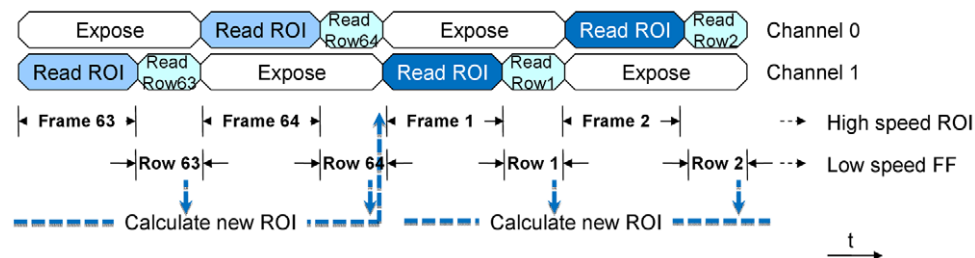 Expose Read ROI Read Row64 Expose Read ROI Read Row2 Channel 0
Read ROI Read Row63 Expose Read ROI Read Row1 Expose Channel 1
Frame 63 Frame 64 Frame 1 Frame 2 High speed ROI
Row 63 Row 64 Row 1 Row 2 Low speed FF
Calculate new ROI Calculate new ROI
t